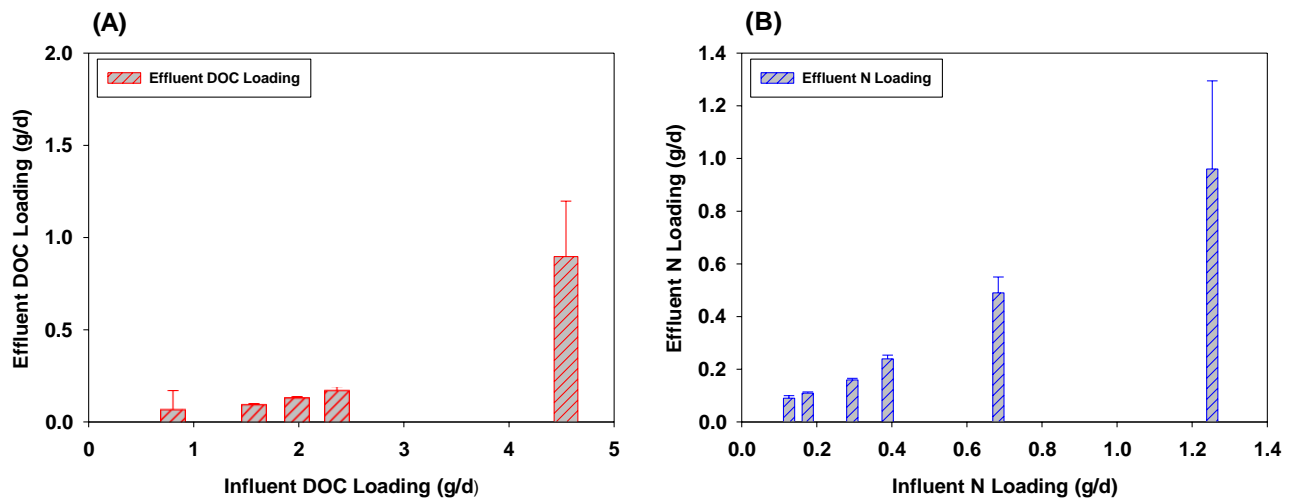 (A)
2.0
1.5
1.0
0.5
0.0
Effluent DOC Loading (g/d)
Effluent DOC Loading
0 1 2 3 4 5
Influent DOC Loading (g/d)
(B)
1.4
1.2
1.0
0.8
0.6
0.4
0.2
0.0
Effluent N Loading (g/d)
Effluent N Loading
0.0 0.2 0.4 0.6 0.8 1.0 1.2 1.4
Influent N Loading (g/d)